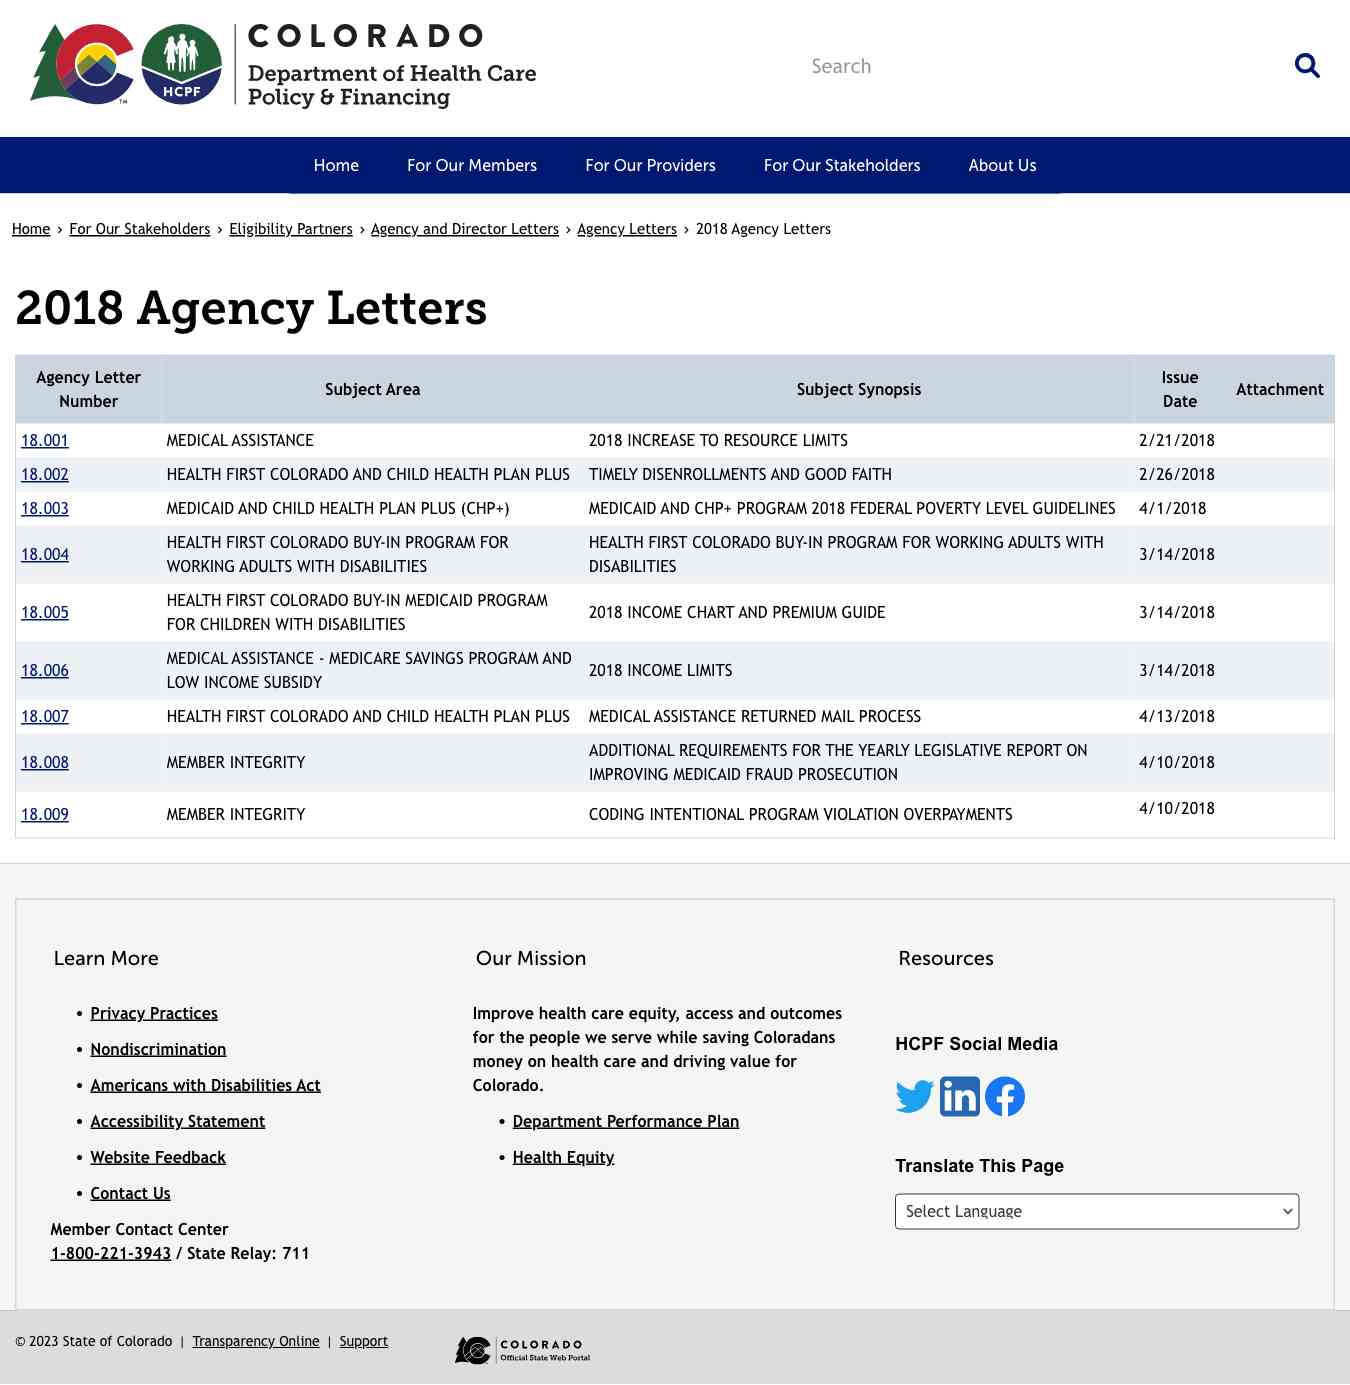 COLORADO
Department of Health Care
Policy & Financing
HCPF
TM
Search
Home For Our Members For Our Providers For Our Stakeholders About Us
Home › For Our Stakeholders › Eligibility Partners › Agency and Director Letters › Agency Letters › 2018 Agency Letters
2018 Agency Letters
Agency Letter Number Subject Area Subject Synopsis Issue Date Attachment
18.001 MEDICAL ASSISTANCE 2018 INCREASE TO RESOURCE LIMITS 2/21/2018
18.002 HEALTH FIRST COLORADO AND CHILD HEALTH PLAN PLUS TIMELY DISENROLLMENTS AND GOOD FAITH 2/26/2018
18.003 MEDICAID AND CHILD HEALTH PLAN PLUS (CHP+) MEDICAID AND CHP+ PROGRAM 2018 FEDERAL POVERTY LEVEL GUIDELINES 4/1/2018
18.004 HEALTH FIRST COLORADO BUY-IN PROGRAM FOR WORKING ADULTS WITH DISABILITIES HEALTH FIRST COLORADO BUY-IN PROGRAM FOR WORKING ADULTS WITH DISABILITIES 3/14/2018
18.005 HEALTH FIRST COLORADO BUY-IN MEDICAID PROGRAM FOR CHILDREN WITH DISABILITIES 2018 INCOME CHART AND PREMIUM GUIDE 3/14/2018
18.006 MEDICAL ASSISTANCE - MEDICARE SAVINGS PROGRAM AND LOW INCOME SUBSIDY 2018 INCOME LIMITS 3/14/2018
18.007 HEALTH FIRST COLORADO AND CHILD HEALTH PLAN PLUS MEDICAL ASSISTANCE RETURNED MAIL PROCESS 4/13/2018
18.008 MEMBER INTEGRITY ADDITIONAL REQUIREMENTS FOR THE YEARLY LEGISLATIVE REPORT ON IMPROVING MEDICAID FRAUD PROSECUTION 4/10/2018
18.009 MEMBER INTEGRITY CODING INTENTIONAL PROGRAM VIOLATION OVERPAYMENTS 4/10/2018
Learn More
• Privacy Practices
• Nondiscrimination
• Americans with Disabilities Act
• Accessibility Statement
• Website Feedback
• Contact Us
Member Contact Center
1-800-221-3943 / State Relay: 711
Our Mission
Improve health care equity, access and outcomes
for the people we serve while saving Coloradans
money on health care and driving value for
Colorado.
• Department Performance Plan
• Health Equity
Resources
HCPF Social Media
Translate This Page
Select Language
© 2023 State of Colorado | Transparency Online | Support
COLORADO
Official State Web Portal